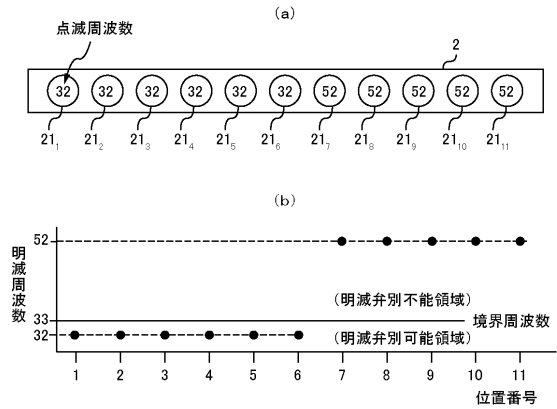 (a)
点滅周波数
2
32 32 32 32 32 32 52 52 52 52 52
21₁ 21₂ 21₃ 21₄ 21₅ 21₆ 21₇ 21₈ 21₉ 21₁₀ 21₁₁
(b)
明滅周波数
52
(明滅弁別不能領域)
33
境界周波数
32
(明滅弁別可能領域)
1 2 3 4 5 6 7 8 9 10 11
位置番号